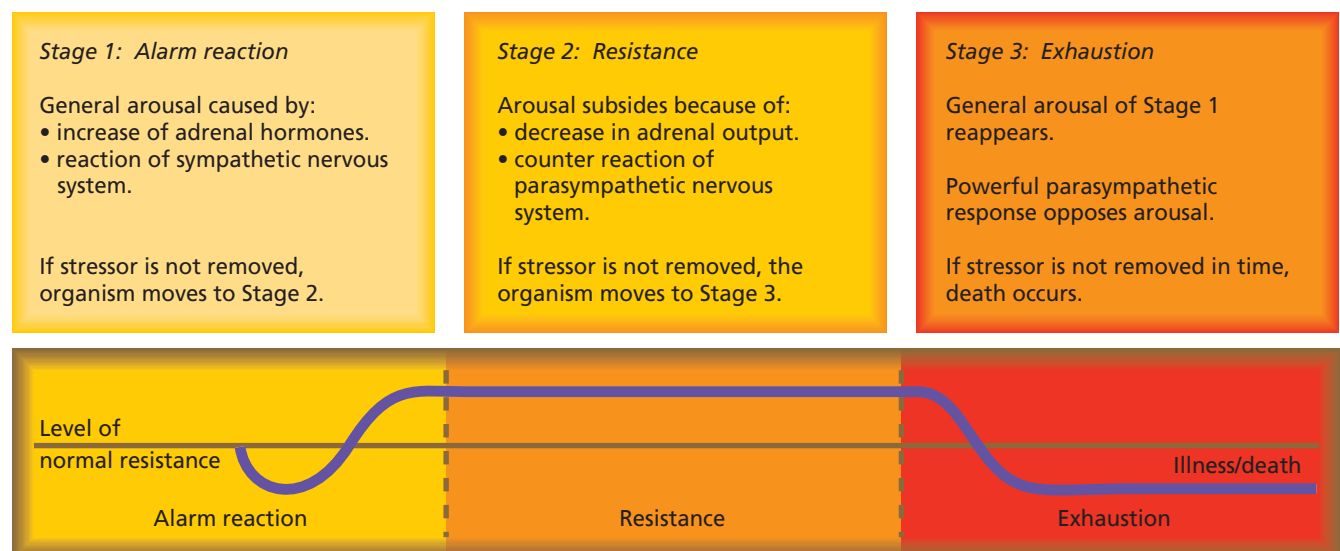 Stage 1: Alarm reaction
General arousal caused by:
• increase of adrenal hormones.
• reaction of sympathetic nervous
system.
If stressor is not removed,
organism moves to Stage 2.
Stage 2: Resistance
Arousal subsides because of:
• decrease in adrenal output.
• counter reaction of
parasympathetic nervous
system.
If stressor is not removed, the
organism moves to Stage 3.
Stage 3: Exhaustion
General arousal of Stage 1
reappears.
Powerful parasympathetic
response opposes arousal.
If stressor is not removed in time,
death occurs.
Level of
normal resistance
Illness/death
Alarm reaction
Resistance
Exhaustion